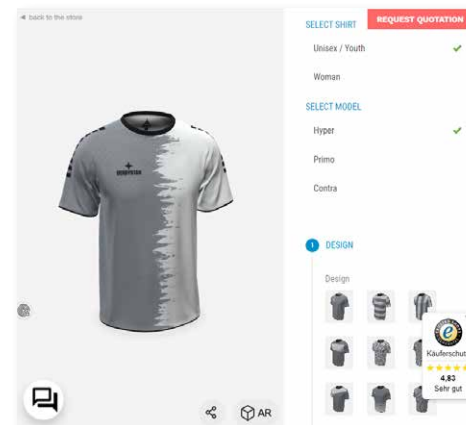 ◄ back to the store
SELECT SHIRT
REQUEST QUOTATION
Unisex / Youth
Woman
SELECT MODEL
Hyper
Primo
Contra
1 DESIGN
Design
DERBYSTAR
e
Käuferschut
4,83
Sehr gut
AR